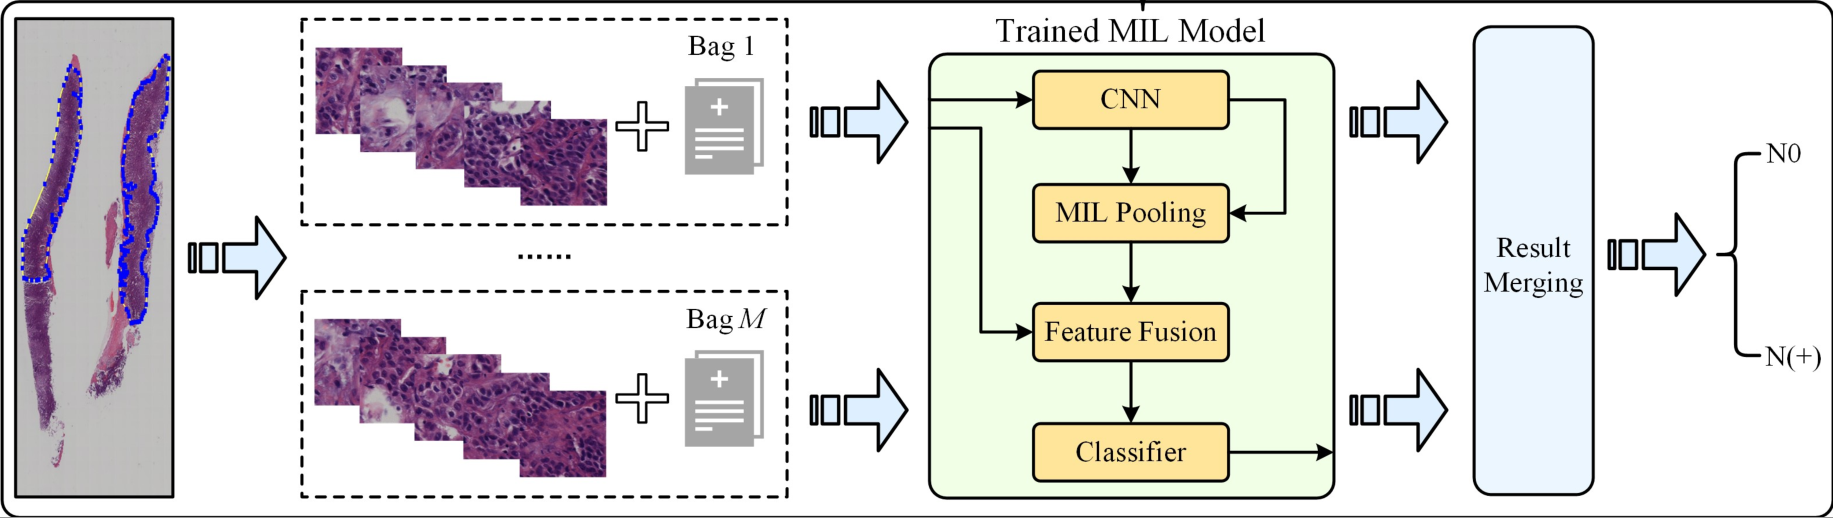 Trained MIL Model
Bag 1
CNN
MIL Pooling
Feature Fusion
Classifier
......
Bag M
Result
Merging
N0
N(+)